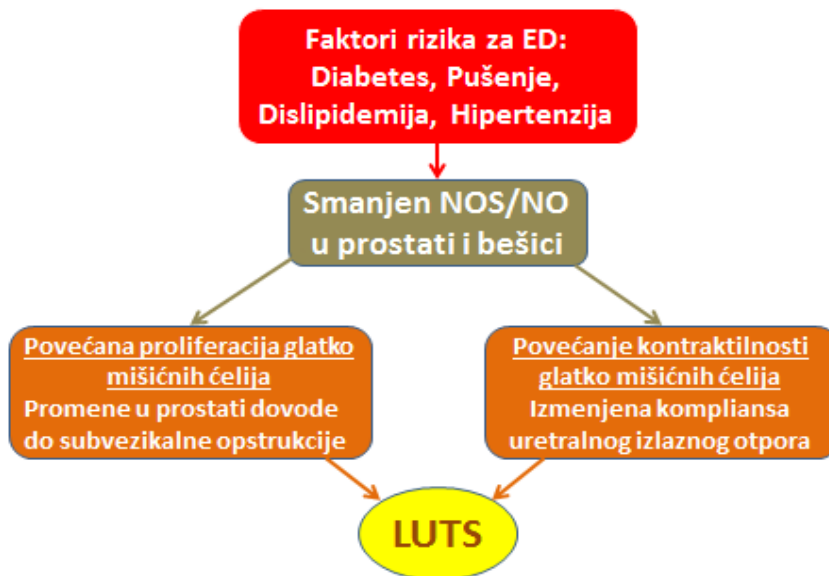 Faktori rizika za ED:
Diabetes, Pušenje,
Dislipidemija, Hipertenzija
Smanjen NOS/NO
u prostati i bešici
Povećana proliferacija glatko
mišićnih ćelija
Promene u prostati dovode
do subvezikalne opstrukcije
Povećanje kontraktilnosti
glatko mišićnih ćelija
Izmenjena kompliansa
uretralnog izlaznog otpora
LUTS